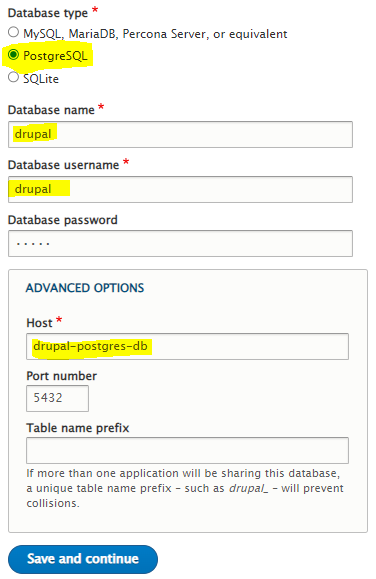 Database type *
MySQL, MariaDB, Percona Server, or equivalent
PostgreSQL
SQLite
Database name *
drupal
Database username *
drupal
Database password
·····
ADVANCED OPTIONS
Host *
drupal-postgres-db
Port number
5432
Table name prefix
If more than one application will be sharing this database,
a unique table name prefix – such as drupal_ – will prevent
collisions.
Save and continue